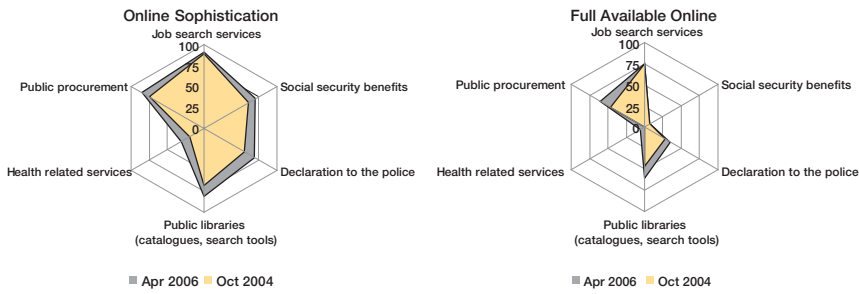 Online Sophistication
Job search services
100
75
50
25
0
Public procurement
Social security benefits
Health related services
Declaration to the police
Public libraries
(catalogues, search tools)
Apr 2006 Oct 2004
Full Available Online
Job search services
100
75
50
25
0
Public procurement
Social security benefits
Health related services
Declaration to the police
Public libraries
(catalogues, search tools)
Apr 2006 Oct 2004